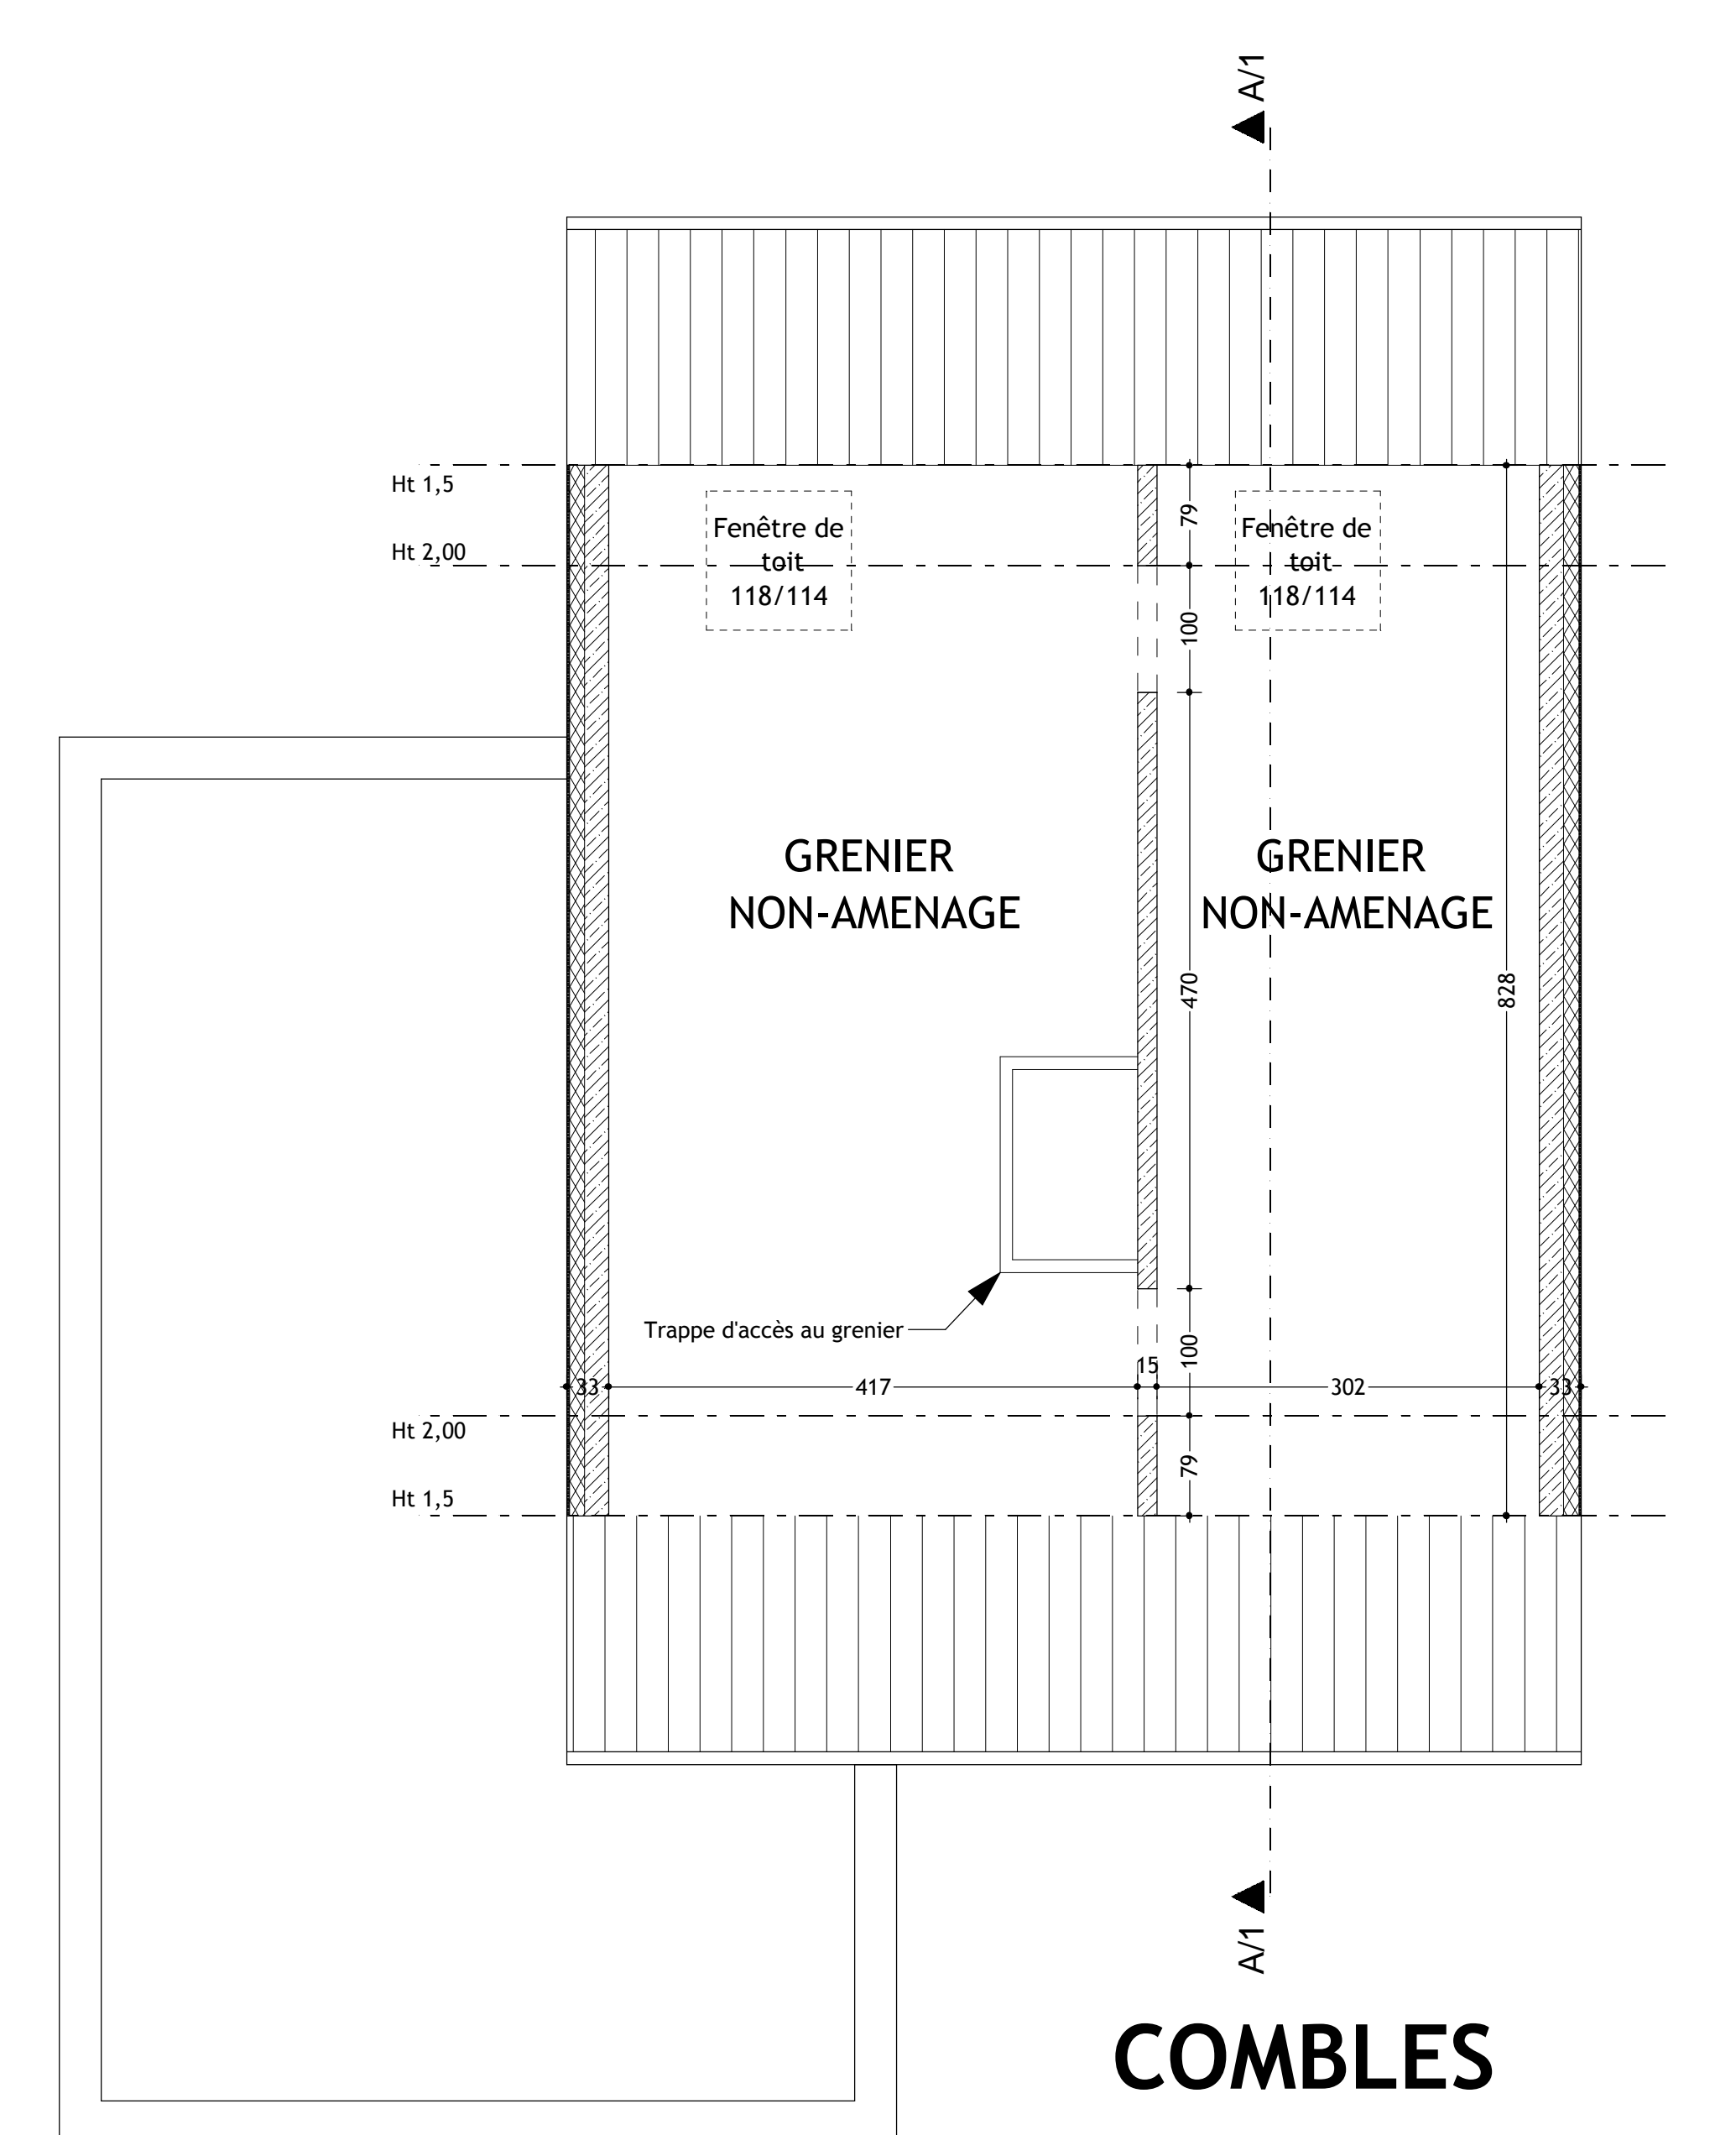 A/1
Ht 1,5
Fenêtre de
toit
118/114
79
Fenêtre de
toit
118/114
Ht 2,00
100
GRENIER
NON-AMENAGE
GRENIER
NON-AMENAGE
470
828
Trappe d'accès au grenier
100
15
33
417
302
33
Ht 2,00
79
Ht 1,5
A/1
COMBLES